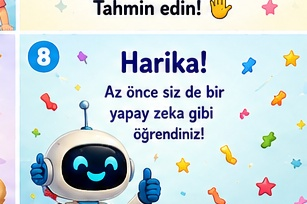 Tahmin edin!
8
Harika!
Az önce siz de bir
yapay zeka gibi
öğrendiniz!